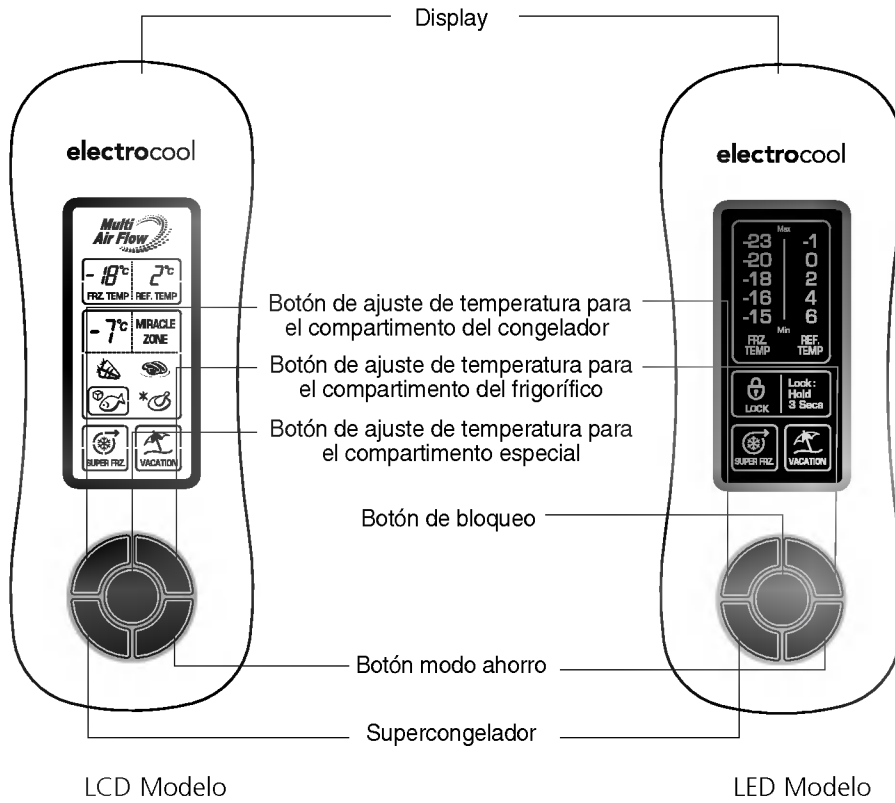 Display
electrocool
electrocool
Multi
Air Flow
-18°c 2°c
FRZ. TEMP REF. TEMP
-7°c MIRACLE
ZONE
SUPER FRZ. VACATION
Max
-23 -1
-20 0
-18 2
-16 4
-15 6
Min
FRZ. REF.
TEMP TEMP
LOCK
Lock:
Hold
3 Secs
SUPER FRZ. VACATION
Botón de ajuste de temperatura para
el compartimento del congelador
Botón de ajuste de temperatura para
el compartimento del frigorífico
Botón de ajuste de temperatura para
el compartimento especial
Botón de bloqueo
Botón modo ahorro
Supercongelador
LCD Modelo
LED Modelo